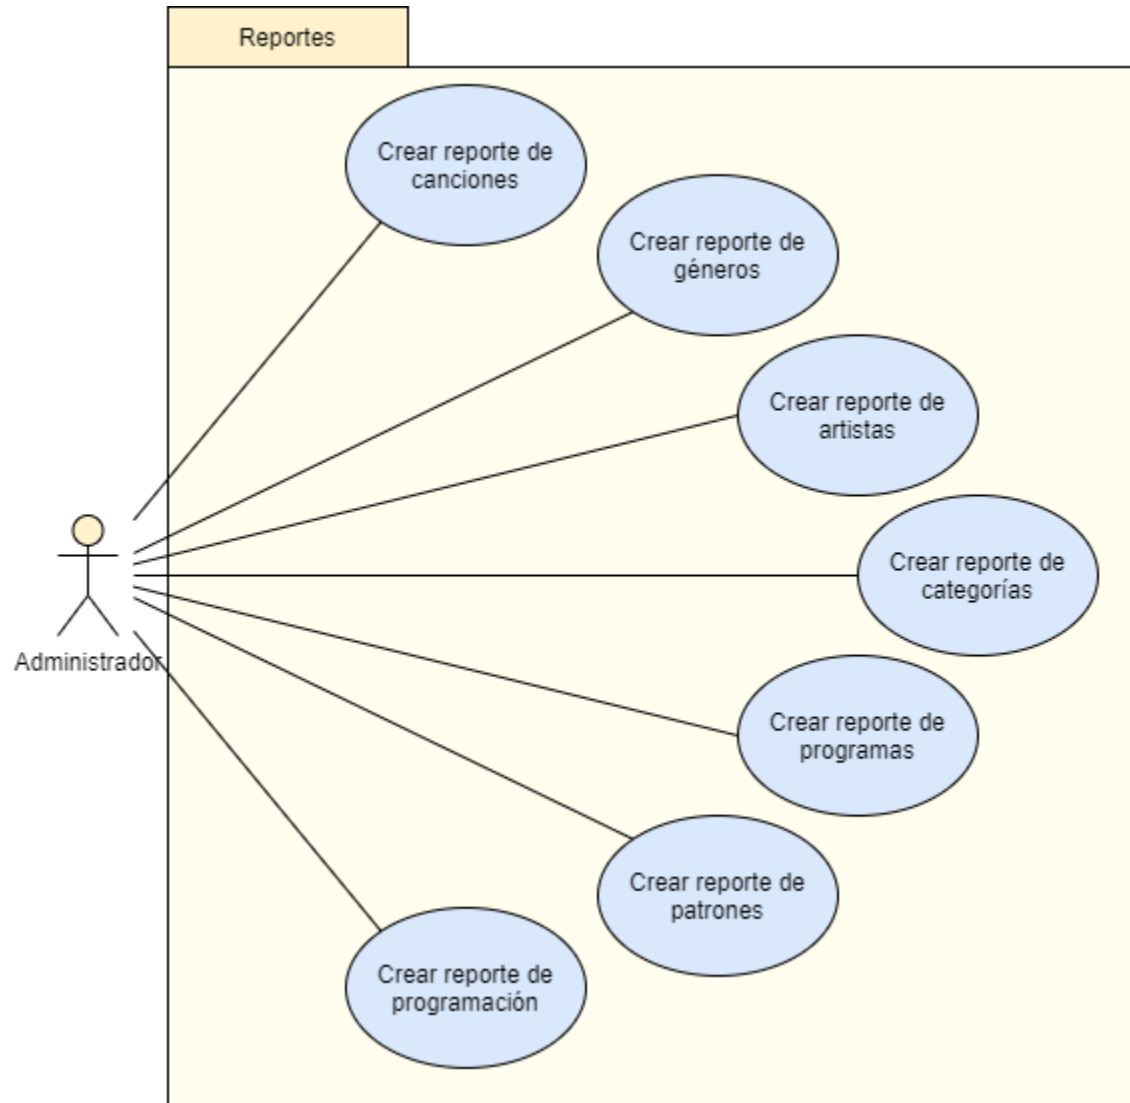 Reportes
Crear reporte de
canciones
Crear reporte de
géneros
Crear reporte de
artistas
Crear reporte de
categorías
Administrador
Crear reporte de
programas
Crear reporte de
patrones
Crear reporte de
programación